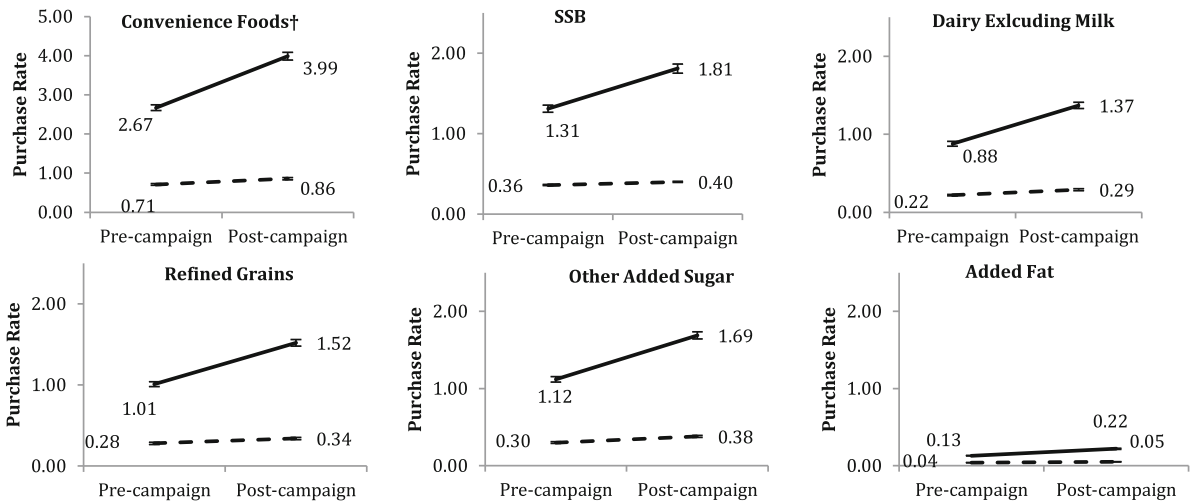 Convenience Foods†
Purchase Rate
5.00
4.00
3.00
2.00
1.00
0.00
2.67
3.99
0.71
0.86
Pre-campaign Post-campaign
SSB
Purchase Rate
2.00
1.00
0.00
1.31
1.81
0.36
0.40
Pre-campaign Post-campaign
Dairy Exlcuding Milk
Purchase Rate
2.00
1.00
0.00
0.88
1.37
0.22
0.29
Pre-campaign Post-campaign
Refined Grains
Purchase Rate
2.00
1.00
0.00
1.01
1.52
0.28
0.34
Pre-campaign Post-campaign
Other Added Sugar
Purchase Rate
2.00
1.00
0.00
1.12
1.69
0.30
0.38
Pre-campaign Post-campaign
Added Fat
Purchase Rate
2.00
1.00
0.00
0.13
0.22
0.04
0.05
Pre-campaign Post-campaign